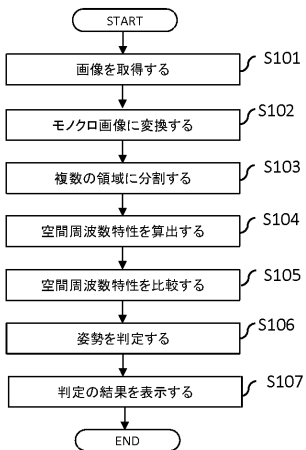 START
画像を取得する
S101
モノクロ画像に変換する
S102
複数の領域に分割する
S103
空間周波数特性を算出する
S104
空間周波数特性を比較する
S105
姿勢を判定する
S106
判定の結果を表示する
S107
END